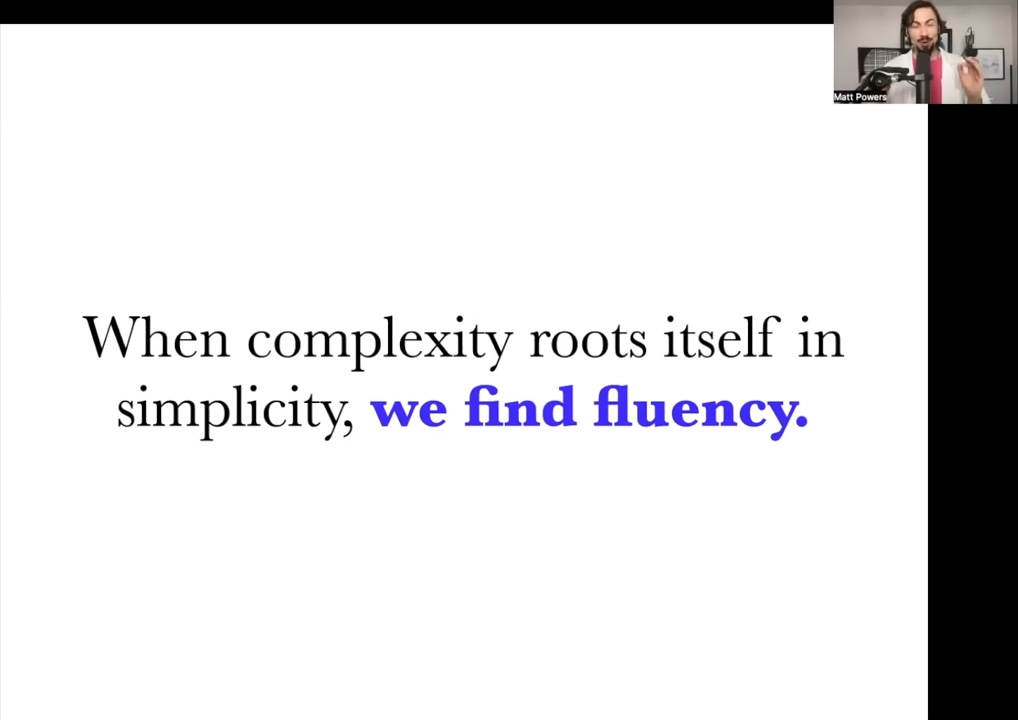 Matt Powers
When complexity roots itself in
simplicity, we find fluency.